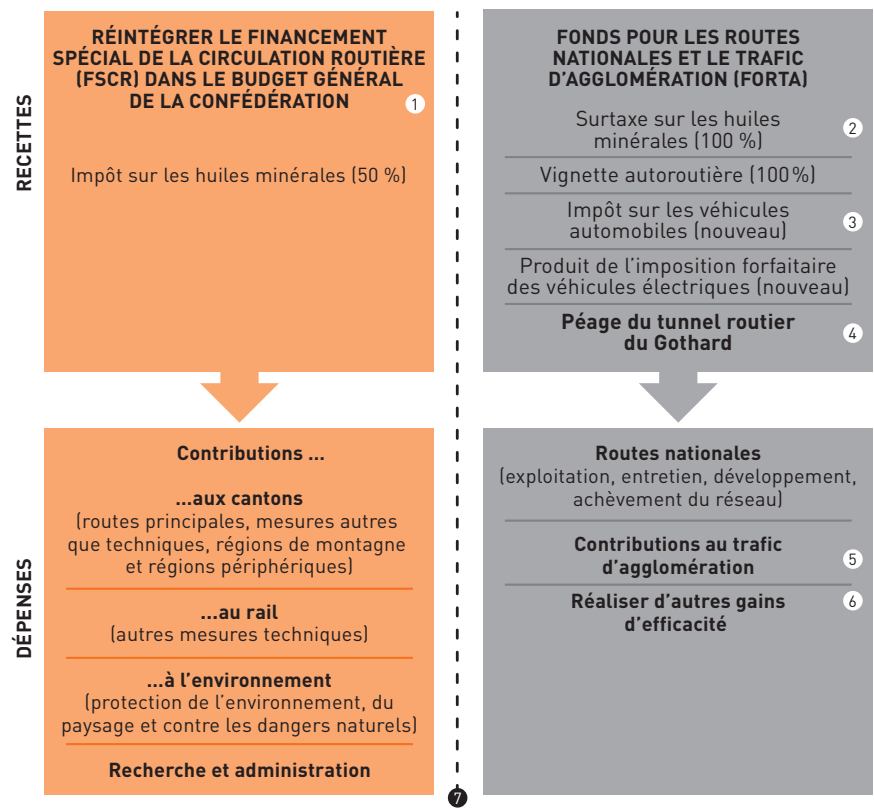 RECETTES
RÉINTÉGRER LE FINANCEMENT
SPÉCIAL DE LA CIRCULATION ROUTIÈRE
(FSCR) DANS LE BUDGET GÉNÉRAL
DE LA CONFÉDÉRATION 1
Impôt sur les huiles minérales (50 %)
FONDS POUR LES ROUTES
NATIONALES ET LE TRAFIC
D’AGGLOMÉRATION (FORTA)
Surtaxe sur les huiles
minérales (100 %) 2
Vignette autoroutière (100%)
Impôt sur les véhicules
automobiles (nouveau) 3
Produit de l’imposition forfaitaire
des véhicules électriques (nouveau)
Péage du tunnel routier
du Gothard 4
DÉPENSES
Contributions ...
...aux cantons
(routes principales, mesures autres
que techniques, régions de montagne
et régions périphériques)
...au rail
(autres mesures techniques)
...à l’environnement
(protection de l’environnement, du
paysage et contre les dangers naturels)
Recherche et administration
Routes nationales
(exploitation, entretien, développement,
achèvement du réseau)
Contributions au trafic
d’agglomération 5
Réaliser d’autres gains 6
d’efficacité
7